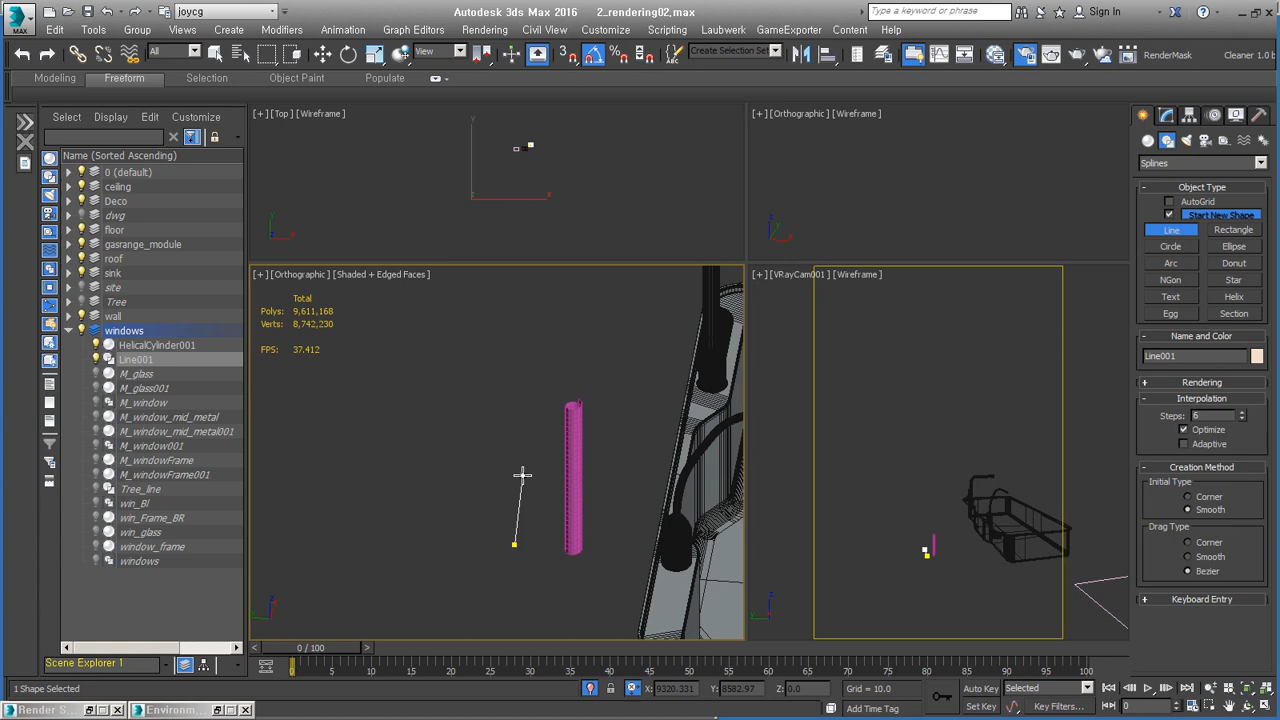 joycg
Autodesk 3ds Max 2016 2_rendering02,max
Type a keyword or phrase
Sign In
MAX
Edit Tools Group Views Create Modifiers Animation Graph Editors Rendering Civil View Customize Scripting Laubwerk GameExporter Content Help
All
View
Create Selection Set
RenderMask
Cleaner 1.0 b
Modeling Freeform Selection Object Paint Populate
Select Display Edit Customize
Name (Sorted Ascending)
0 (default)
ceiling
Deco
dwg
floor
gasrange_module
roof
sink
site
Tree
wall
windows
HelicalCylinder001
Line001
M_glass
M_glass001
M_window
M_window_mid_metal
M_window_mid_metal001
M_window001
M_windowFrame
M_windowFrame001
Tree_line
win_Bl
win_Frame_BR
win_glass
window_frame
windows
Scene Explorer 1
[+] [Top] [Wireframe]
[+] [Orthographic] [Wireframe]
[+] [Orthographic] [Shaded + Edged Faces]
Total
Polys: 9,611,168
Verts: 8,742,230
FPS: 37.412
[+] [VRayCam001] [Wireframe]
Splines
Object Type
AutoGrid
Start New Shape
Line Rectangle
Circle Ellipse
Arc Donut
NGon Star
Text Helix
Egg Section
Name and Color
Line001
Rendering
Interpolation
Steps: 6
Optimize
Adaptive
Creation Method
Initial Type
Corner
Smooth
Drag Type
Corner
Smooth
Bezier
Keyboard Entry
0 / 100
0 5 10 15 20 25 30 35 40 45 50 55 60 65 70 75 80 85 90 95 100
1 Shape Selected
X: 9320.331 Y: 8582.97 Z: 0.0 Grid = 10.0
Auto Key Selected
Add Time Tag
Set Key Key Filters... 0
Render S...
Environm...